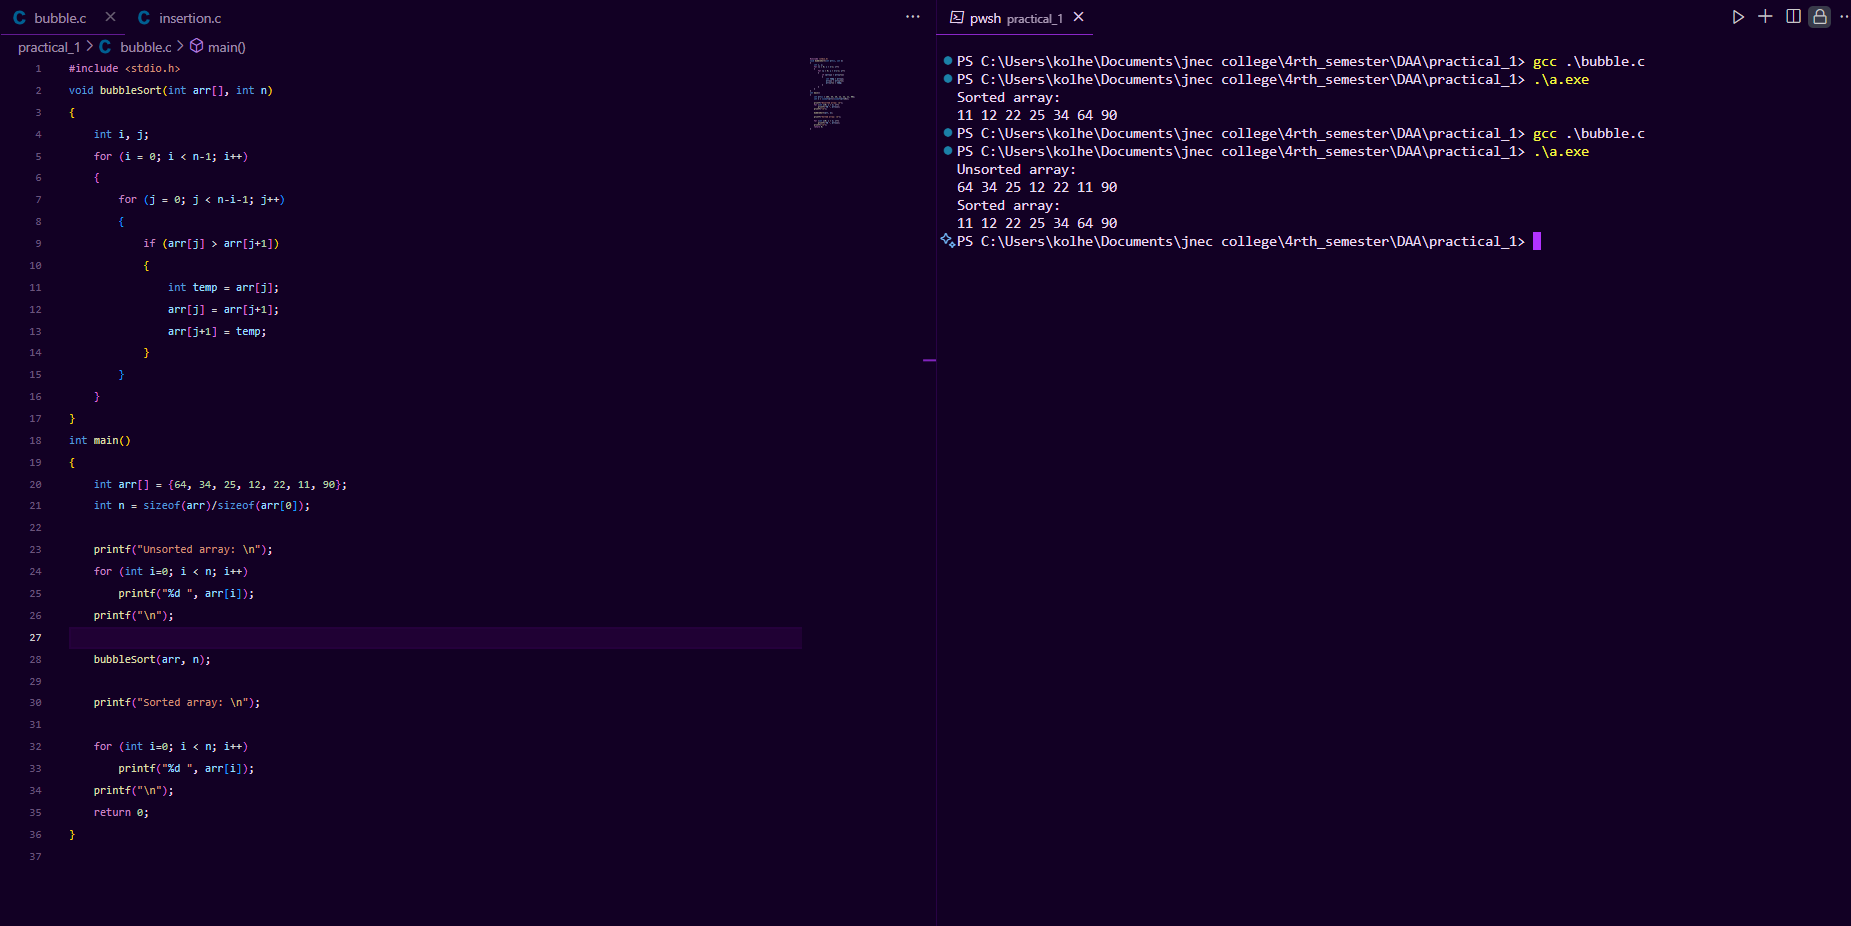 bubble.c
insertion.c
practical_1 > bubble.c > main()
1 #include <stdio.h>
2 void bubbleSort(int arr[], int n)
3 {
4     int i, j;
5     for (i = 0; i < n-1; i++)
6     {
7         for (j = 0; j < n-i-1; j++)
8         {
9             if (arr[j] > arr[j+1])
10             {
11                 int temp = arr[j];
12                 arr[j] = arr[j+1];
13                 arr[j+1] = temp;
14             }
15         }
16     }
17 }
18 int main()
19 {
20     int arr[] = {64, 34, 25, 12, 22, 11, 90};
21     int n = sizeof(arr)/sizeof(arr[0]);
22
23     printf("Unsorted array: \n");
24     for (int i=0; i < n; i++)
25         printf("%d ", arr[i]);
26     printf("\n");
27
28     bubbleSort(arr, n);
29
30     printf("Sorted array: \n");
31
32     for (int i=0; i < n; i++)
33         printf("%d ", arr[i]);
34     printf("\n");
35     return 0;
36 }
37
pwsh practical_1
PS C:\Users\kolhe\Documents\jnec college\4rth_semester\DAA\practical_1> gcc .\bubble.c
PS C:\Users\kolhe\Documents\jnec college\4rth_semester\DAA\practical_1> .\a.exe
Sorted array:
11 12 22 25 34 64 90
PS C:\Users\kolhe\Documents\jnec college\4rth_semester\DAA\practical_1> gcc .\bubble.c
PS C:\Users\kolhe\Documents\jnec college\4rth_semester\DAA\practical_1> .\a.exe
Unsorted array:
64 34 25 12 22 11 90
Sorted array:
11 12 22 25 34 64 90
PS C:\Users\kolhe\Documents\jnec college\4rth_semester\DAA\practical_1>